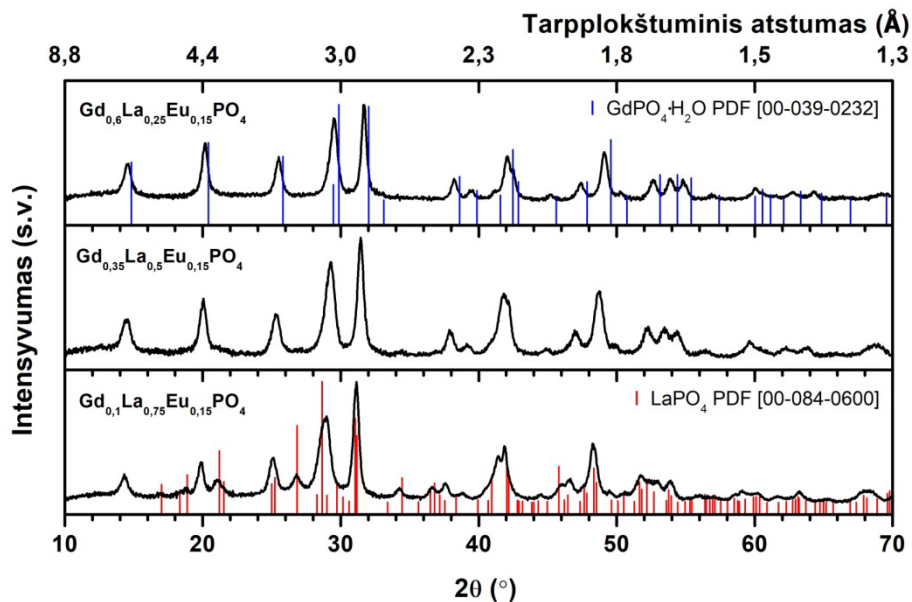 Tarpplokštuminis atstumas (Å)
8,8 4,4 3,0 2,3 1,8 1,5 1,3
Gd0,6La0,25Eu0,15PO4
GdPO4·H2O PDF [00-039-0232]
Gd0,35La0,5Eu0,15PO4
Gd0,1La0,75Eu0,15PO4
LaPO4 PDF [00-084-0600]
Intensyvumas (s.v.)
10 20 30 40 50 60 70
2θ (°)